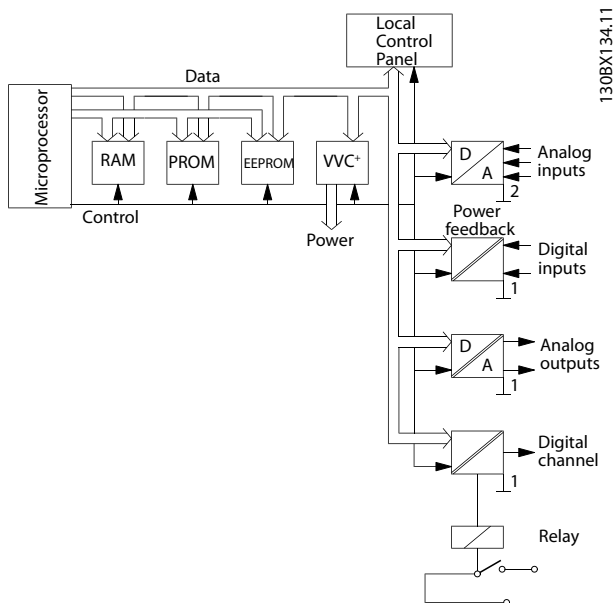 130BX134.11
Local
Control
Panel
Data
Microprocessor
RAM
PROM
EEPROM
VVC+
Control
Power
D
A
2
Analog
inputs
Power
feedback
1
Digital
inputs
D
A
1
Analog
outputs
1
Digital
channel
Relay